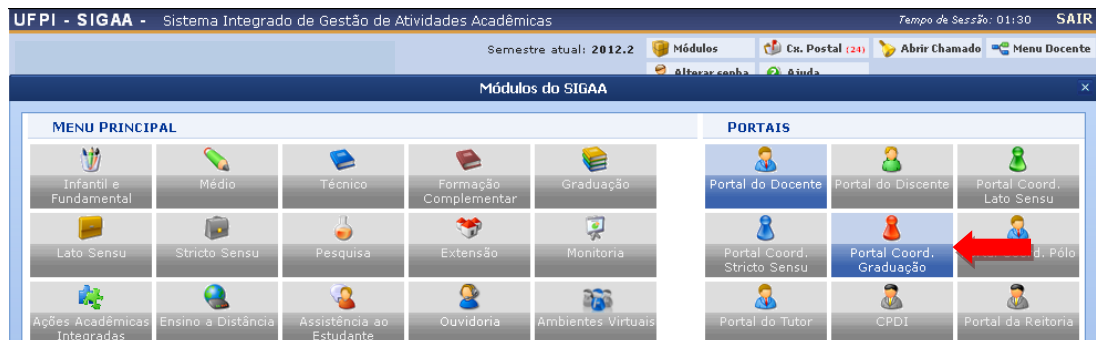 UFPI - SIGAA - Sistema Integrado de Gestão de Atividades Acadêmicas Tempo de Sessão: 01:30 SAIR
Semestre atual: 2012.2 Módulos Cx. Postal (24) Abrir Chamado Menu Docente
Alterar senha Ajuda
Módulos do SIGAA ×
MENU PRINCIPAL
Infantil e
Fundamental
Médio
Técnico
Formação
Complementar
Graduação
Lato Sensu
Stricto Sensu
Pesquisa
Extensão
Monitoria
Ações Acadêmicas
Integradas
Ensino a Distância
Assistência ao
Estudante
Ouvidoria
Ambientes Virtuais
PORTAIS
Portal do Docente
Portal do Discente
Portal Coord.
Lato Sensu
Portal Coord.
Stricto Sensu
Portal Coord.
Graduação
Pólo
Portal do Tutor
CPDI
Portal da Reitoria